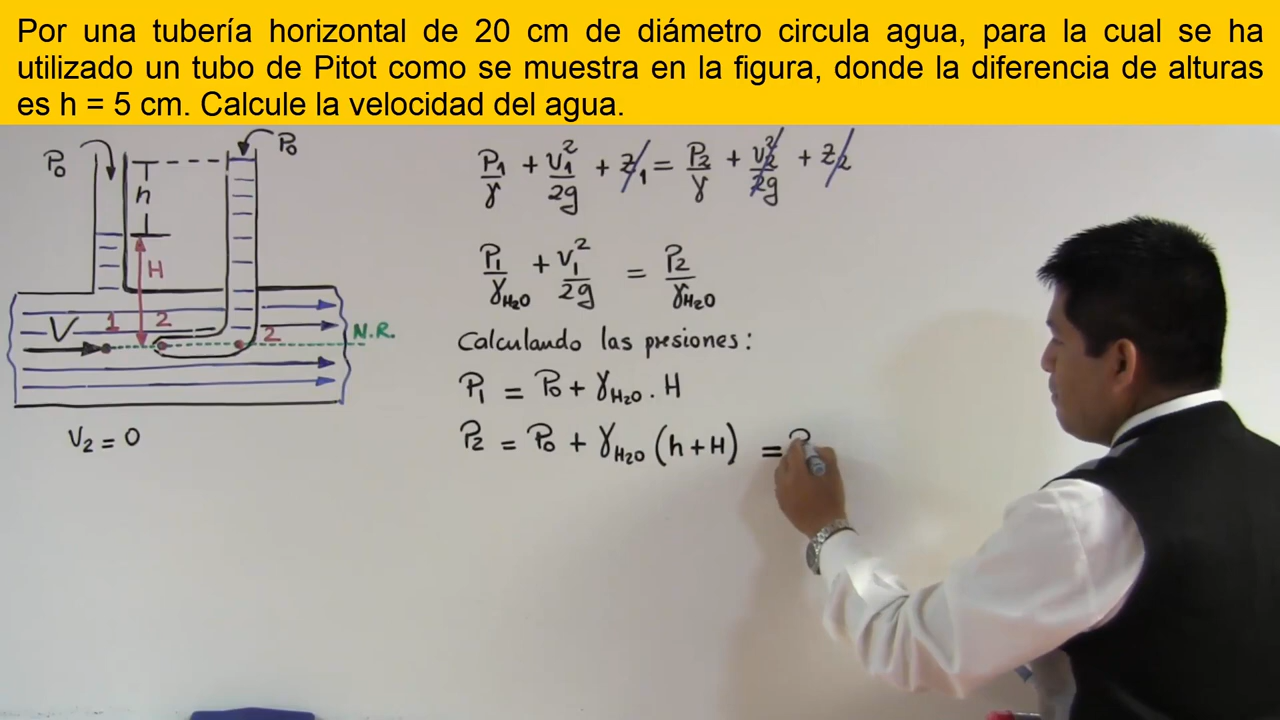 Por una tubería horizontal de 20 cm de diámetro circula agua, para la cual se ha
utilizado un tubo de Pitot como se muestra en la figura, donde la diferencia de alturas
es h = 5 cm. Calcule la velocidad del agua.
P₀
P₀
h
H
V
1
2
2
N.R.
V₂ = 0
P₁/γ + V₁²/2g + z₁ = P₂/γ + V₂²/2g + z₂
P₁/γH₂O + V₁²/2g = P₂/γH₂O
Calculando las presiones:
P₁ = P₀ + γH₂O . H
P₂ = P₀ + γH₂O (h + H) = P